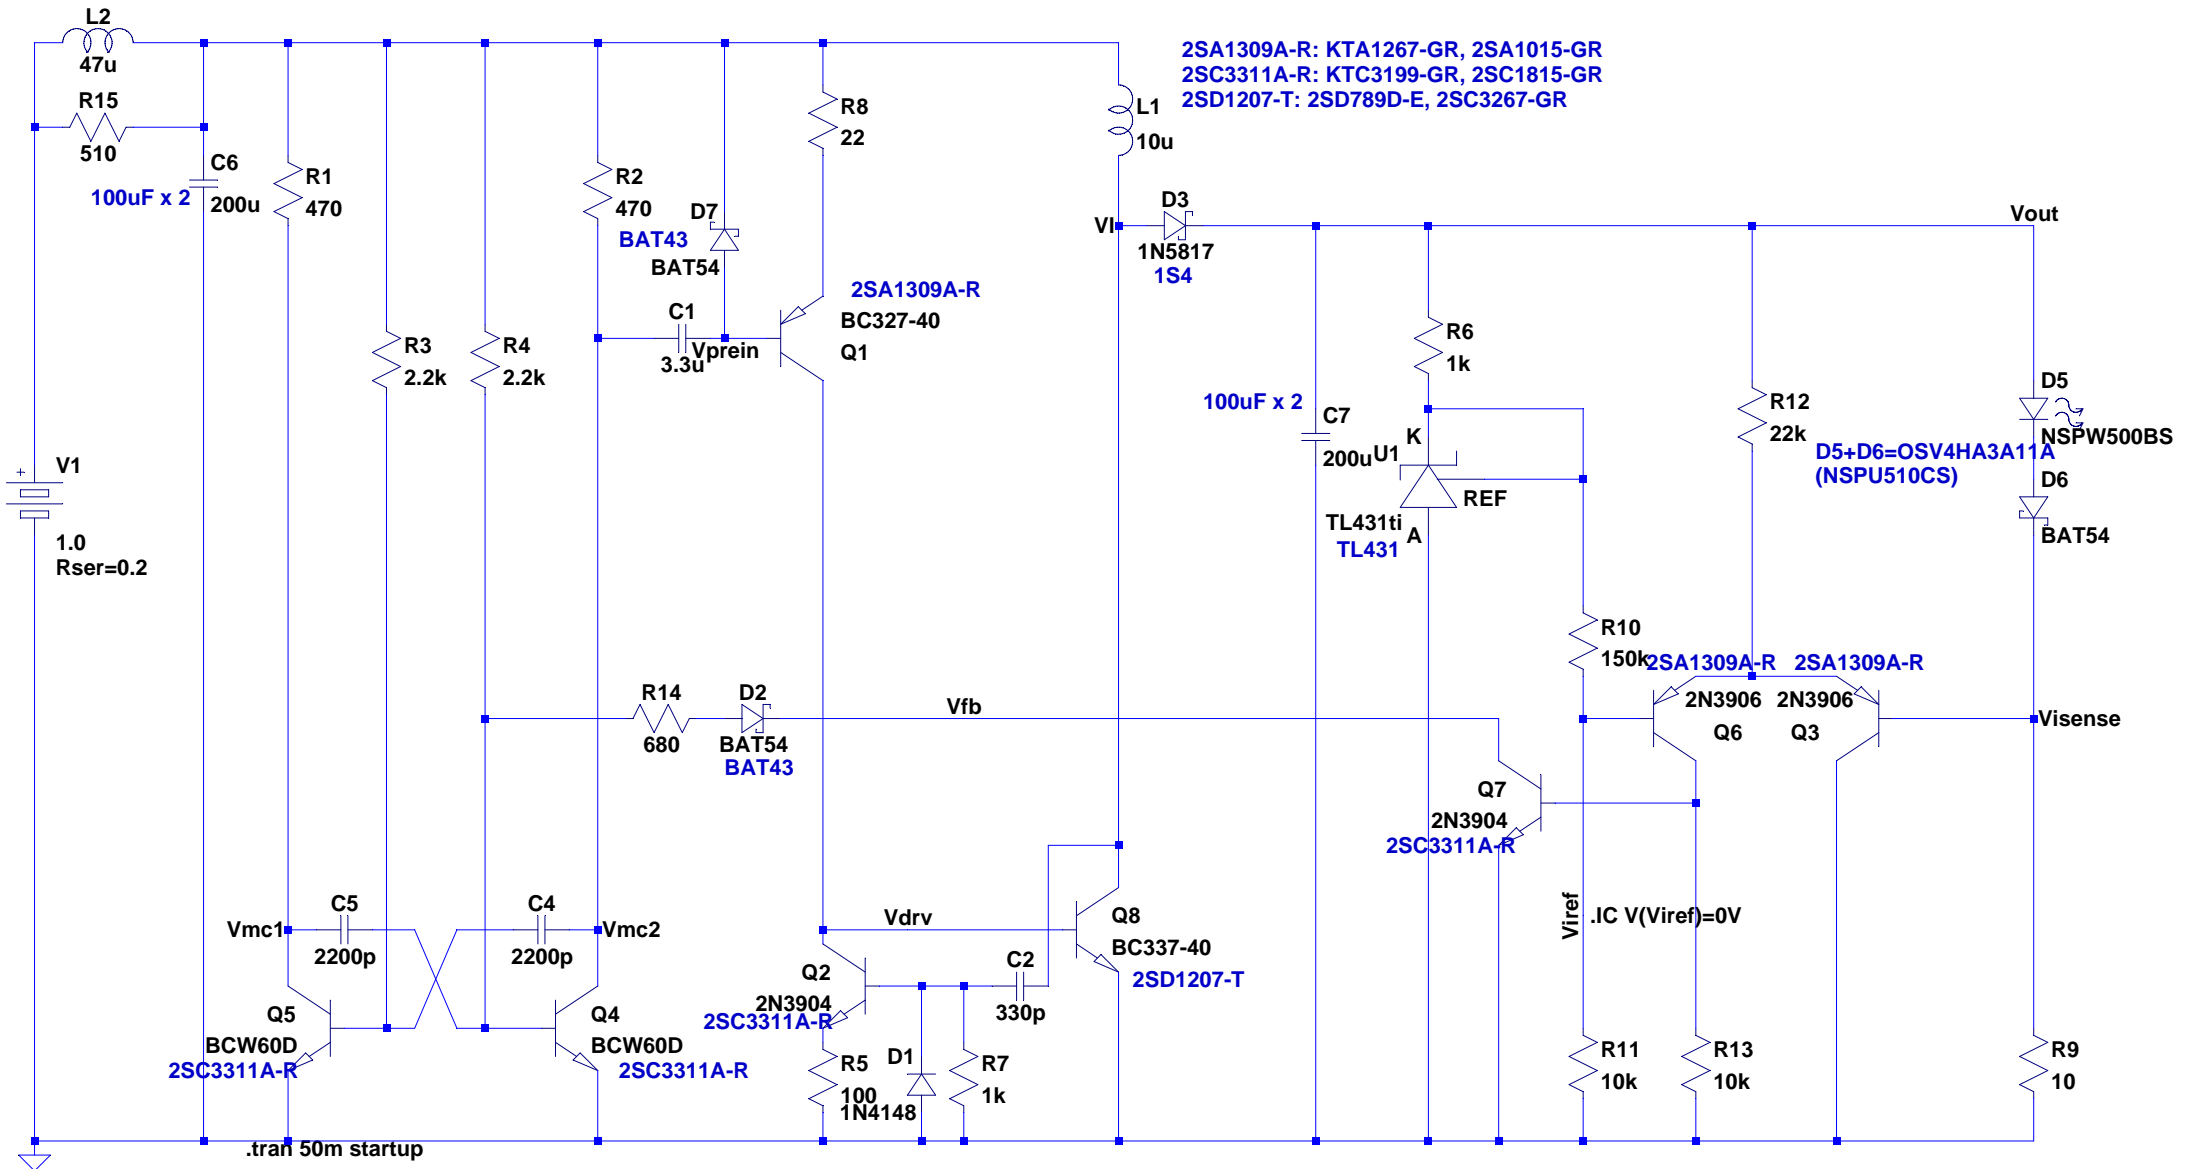 L2
47u
R15
510
C6
100uF x 2
200u
R1
470
R3
2.2k
R4
2.2k
R2
470
D7
BAT43
BAT54
C1
3.3u
Vprein
R8
22
2SA1309A-R
BC327-40
Q1
2SA1309A-R: KTA1267-GR, 2SA1015-GR
2SC3311A-R: KTC3199-GR, 2SC1815-GR
2SD1207-T: 2SD789D-E, 2SC3267-GR
L1
10u
VI
D3
1N5817
1S4
Vout
R6
1k
100uF x 2
C7
200u
U1
K
REF
TL431ti
A
TL431
R12
22k
D5
NSPW500BS
D5+D6=OSV4HA3A11A
(NSPU510CS)
D6
BAT54
V1
+
1.0
Rser=0.2
R14
680
D2
BAT54
BAT43
Vfb
R10
150k
2SA1309A-R
2SA1309A-R
2N3906
2N3906
Q6
Q3
Visense
Q7
2N3904
2SC3311A-R
Vmc1
C5
2200p
C4
2200p
Vmc2
Vdrv
Q8
BC337-40
2SD1207-T
Q2
2N3904
2SC3311A-R
C2
330p
Viref
.IC V(Viref)=0V
Q5
BCW60D
2SC3311A-R
Q4
BCW60D
2SC3311A-R
R5
100
D1
1N4148
R7
1k
R11
10k
R13
10k
R9
10
.tran 50m startup